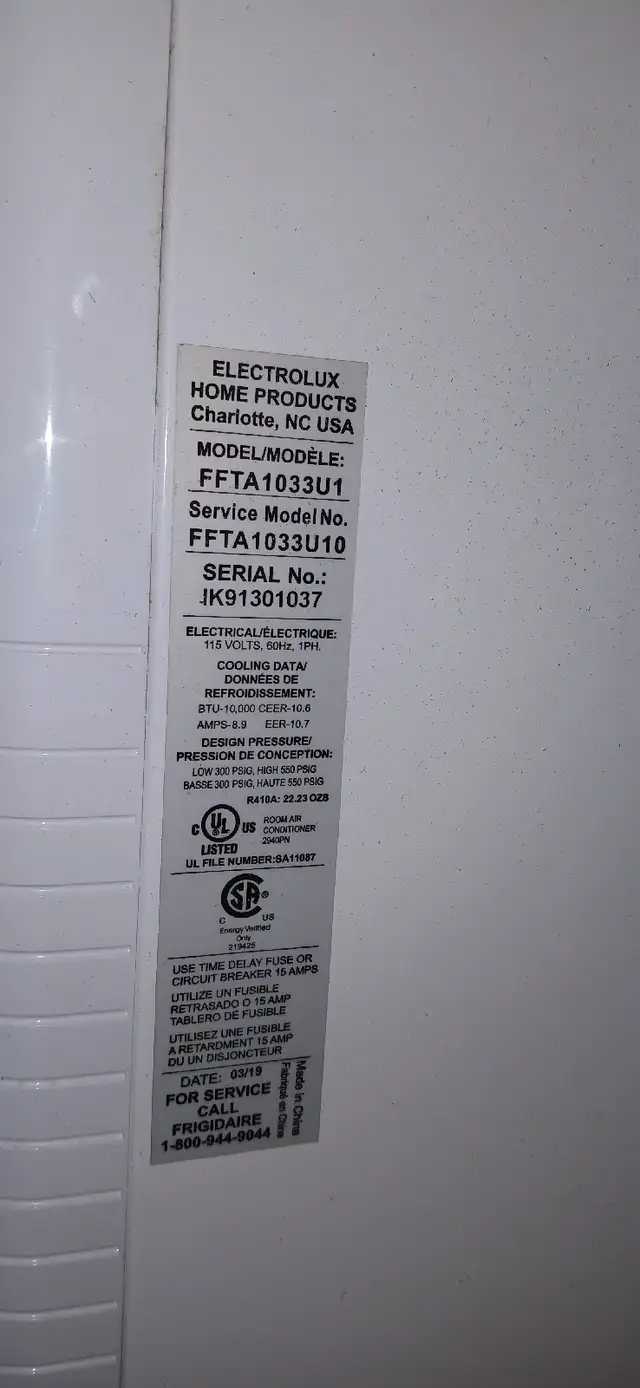 ELECTROLUX
HOME PRODUCTS
Charlotte, NC USA
MODEL/MODÈLE:
FFTA1033U1
Service Model No.
FFTA1033U10
SERIAL No.:
IK91301037
ELECTRICAL/ÉLECTRIQUE:
115 VOLTS, 60Hz, 1PH.
COOLING DATA/
DONNÉES DE
REFROIDISSEMENT:
BTU-10,000 CEER-10.6
AMPS-8.9 EER-10.7
DESIGN PRESSURE/
PRESSION DE CONCEPTION:
LOW 300 PSIG, HIGH 550 PSIG
BASSE 300 PSIG, HAUTE 550 PSIG
R410A: 22.23 OZS
C UL US
LISTED
ROOM AIR
CONDITIONER
2940PN
UL FILE NUMBER:SA11087
SA®
C US
Energy Verified
Only
219425
USE TIME DELAY FUSE OR
CIRCUIT BREAKER 15 AMPS
UTILIZE UN FUSIBLE
RETRASADO O 15 AMP
TABLERO DE FUSIBLE
UTILISEZ UNE FUSIBLE
A RETARDMENT 15 AMP
DU UN DISJONCTEUR
DATE: 03/19
FOR SERVICE
CALL
FRIGIDAIRE
1-800-944-9044
Made in China
Fabriqué en Chine